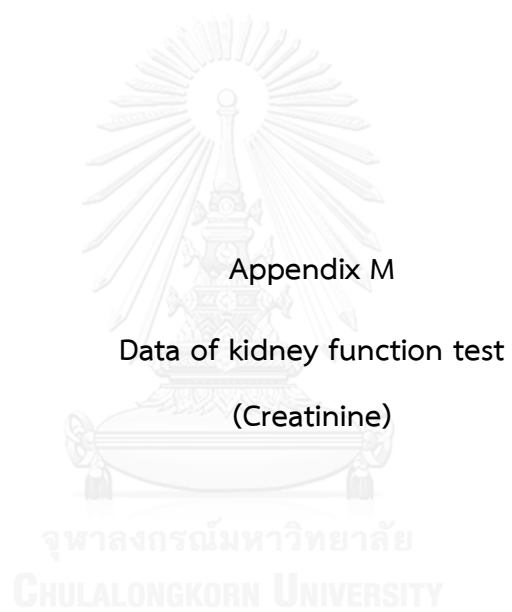 Appendix M
Data of kidney function test
(Creatinine)
จุฬาลงกรณ์มหาวิทยาลัย
CHULALONGKORN UNIVERSITY